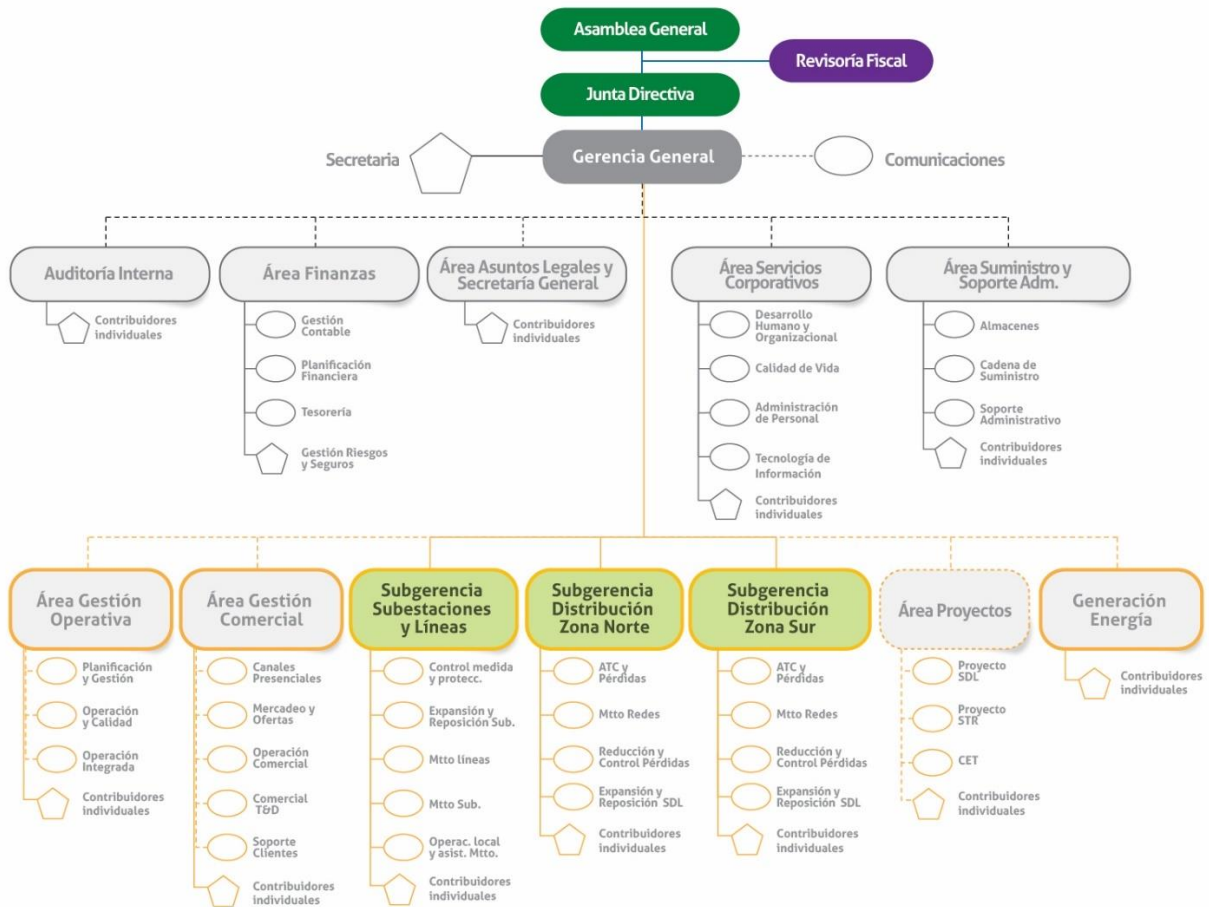 Asamblea General
Revisoría Fiscal
Junta Directiva
Secretaria
Gerencia General
Comunicaciones
Auditoría Interna
Contribuidores
individuales
Área Finanzas
Gestión
Contable
Planificación
Financiera
Tesorería
Gestión Riesgos
y Seguros
Área Asuntos Legales y
Secretaría General
Contribuidores
individuales
Área Servicios
Corporativos
Desarrollo
Humano y
Organizacional
Calidad de Vida
Administración
de Personal
Tecnología de
Información
Contribuidores
individuales
Área Suministro y
Soporte Adm.
Almacenes
Cadena de
Suministro
Soporte
Administrativo
Contribuidores
individuales
Área Gestión
Operativa
Planificación
y Gestión
Operación
y Calidad
Operación
Integrada
Contribuidores
individuales
Área Gestión
Comercial
Canales
Presenciales
Mercadeo y
Ofertas
Operación
Comercial
Comercial
T&D
Soporte
Clientes
Contribuidores
individuales
Subgerencia
Subestaciones
y Líneas
Control medida
y protecc.
Expansión y
Reposición Sub.
Mtto líneas
Mtto Sub.
Operac. local
y asist. Mtto.
Contribuidores
individuales
Subgerencia
Distribución
Zona Norte
ATC y
Pérdidas
Mtto Redes
Reducción y
Control Pérdidas
Expansión y
Reposición SDL
Contribuidores
individuales
Subgerencia
Distribución
Zona Sur
ATC y
Pérdidas
Mtto Redes
Reducción y
Control Pérdidas
Expansión y
Reposición SDL
Contribuidores
individuales
Área Proyectos
Proyecto
SDL
Proyecto
STR
CET
Contribuidores
individuales
Generación
Energía
Contribuidores
individuales